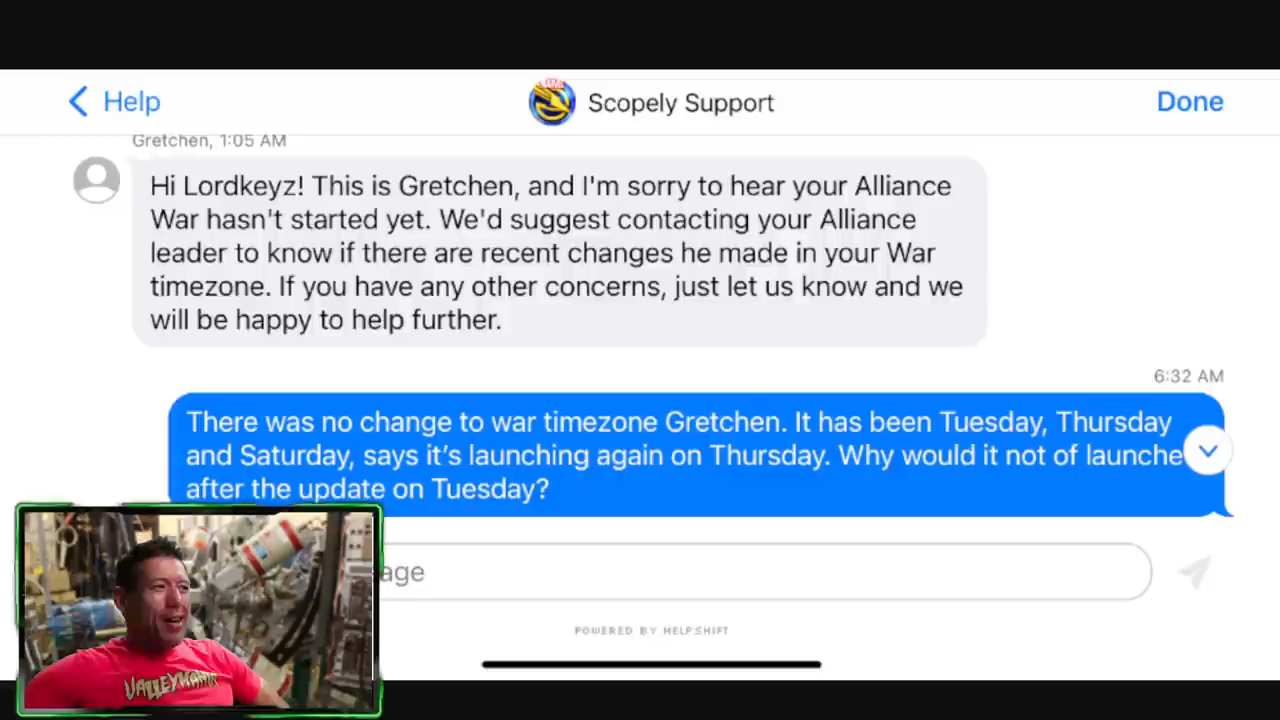 Help
Scopely Support
Done
Gretchen, 1:05 AM
Hi Lordkeyz! This is Gretchen, and I'm sorry to hear your Alliance
War hasn't started yet. We'd suggest contacting your Alliance
leader to know if there are recent changes he made in your War
timezone. If you have any other concerns, just let us know and we
will be happy to help further.
6:32 AM
There was no change to war timezone Gretchen. It has been Tuesday, Thursday
and Saturday, says it's launching again on Thursday. Why would it not of launche
after the update on Tuesday?
age
POWERED BY HELPSHIFT